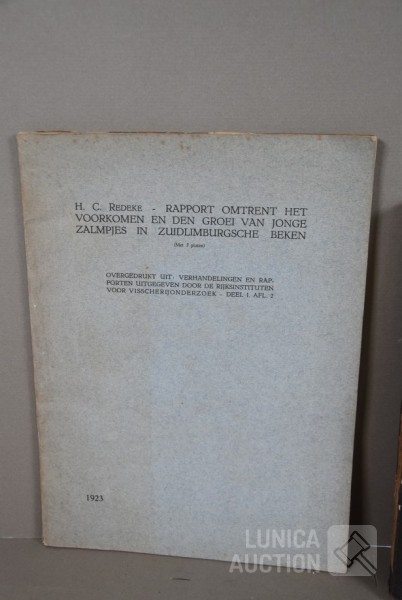 H. C. REDEKE - RAPPORT OMTRENT HET
VOORKOMEN EN DEN GROEI VAN JONGE
ZALMPJES IN ZUIDLIMBURGSCHE BEKEN
OVERGEDRUKT UIT: VERHANDELINGEN EN RAP-
PORTEN UITGEGEVEN DOOR DE RIJKSINSTITUTEN
VOOR VISSCHERIJONDERZOEK - DEEL I. AFL. 2
1923
LUNICA
AUCTION